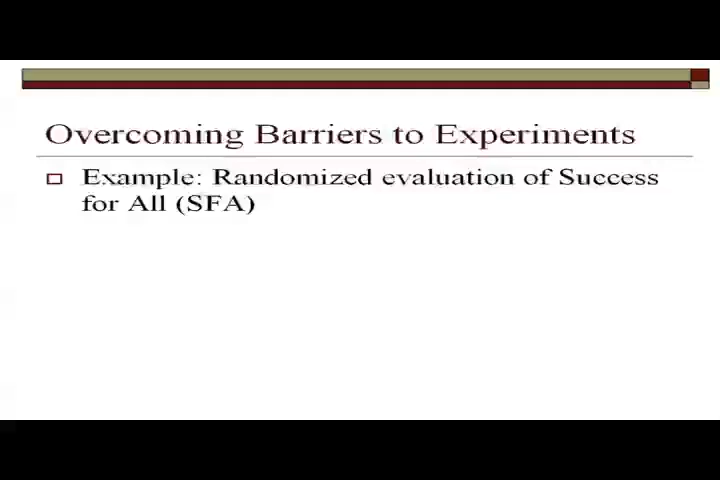 Overcoming Barriers to Experiments
Example: Randomized evaluation of Success
for All (SFA)